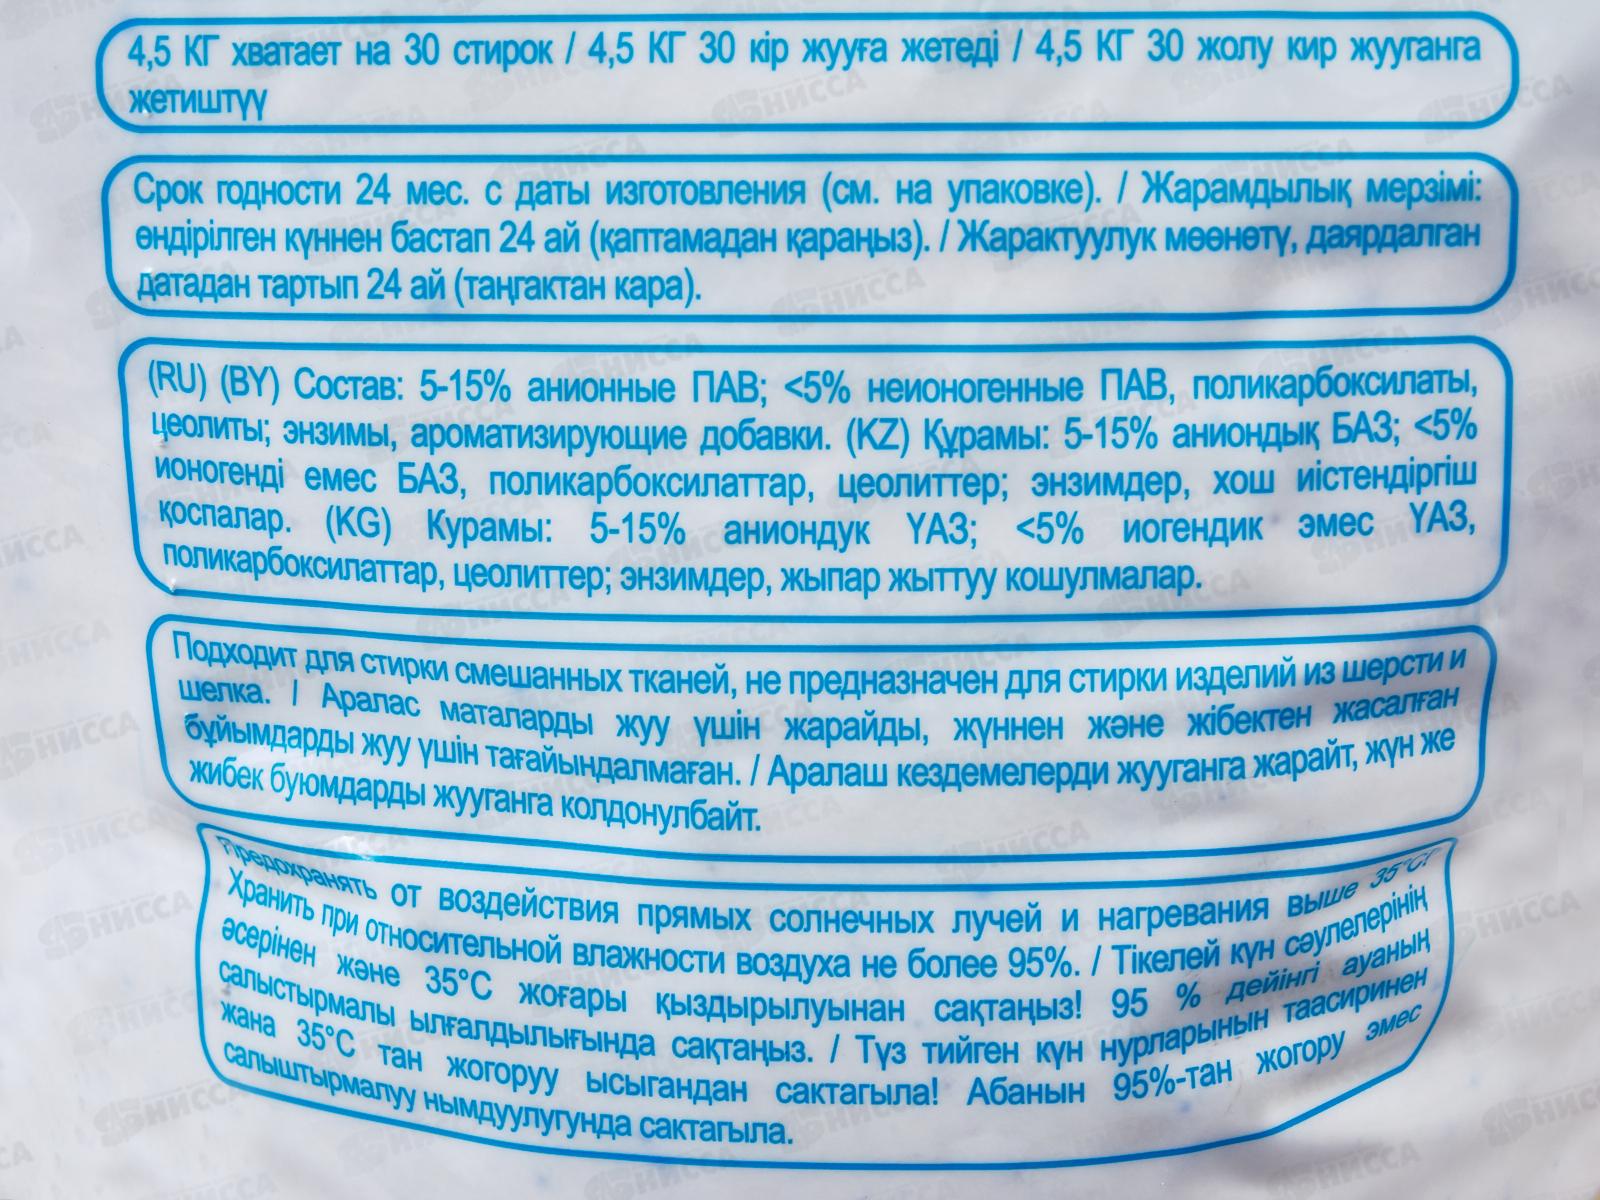 4,5 КГ хватает на 30 стирок / 4,5 КГ 30 кір жууға жетеді / 4,5 КГ 30 жолу кир жууганга
жетиштүү
Срок годности 24 мес. с даты изготовления (см. на упаковке). / Жарамдылық мерзімі:
өндірілген күннен бастап 24 ай (қаптамадан қараңыз). / Жарактуулук мөөнөтү, даярдалган
датадан тартып 24 ай (таңгактан кара).
(RU) (BY) Состав: 5-15% анионные ПАВ; <5% неионогенные ПАВ, поликарбоксилаты,
цеолиты; энзимы, ароматизирующие добавки. (KZ) Құрамы: 5-15% аниондық БАЗ; <5%
ионогенді емес БАЗ, поликарбоксилаттар, цеолиттер; энзимдер, хош иістендіргіш
қоспалар. (KG) Курамы: 5-15% аниондук ҮАЗ; <5% иогендик эмес ҮАЗ,
поликарбоксилаттар, цеолиттер; энзимдер, жыпар жыттуу кошулмалар.
Подходит для стирки смешанных тканей, не предназначен для стирки изделий из шерсти и
шелка. / Аралас маталарды жуу үшін жарайды, жүннен және жібектен жасалған
бұйымдарды жуу үшін тағайындалмаған. / Аралаш кездемелерди жууганга жарайт, жүн же
жибек буюмдарды жууганга колдонулбайт.
Предохранять от воздействия прямых солнечных лучей и нагревания выше 35°С!
Хранить при относительной влажности воздуха не более 95%. / Тікелей күн сәулелерінің
әсерінен және 35°С жоғары қыздырылуынан сақтаңыз! 95 % дейінгі ауаның
салыстырмалы ылғалдылығында сақтаңыз. / Түз тийген күн нурларынын таасиринен
жана 35°С тан жогоруу ысыгандан сактагыла! Абанын 95%-тан жогору эмес
салыштырмалуу нымдуулугунда сактагыла.